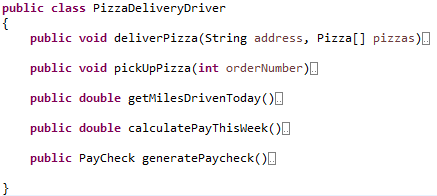 public class PizzaDeliveryDriver
{
public void deliverPizza(String address, Pizza[] pizzas)..
public void pickUpPizza(int orderNumber)..
public double getMilesDrivenToday()..
public double calculatePayThisWeek()..
public PayCheck generatePaycheck()..
}